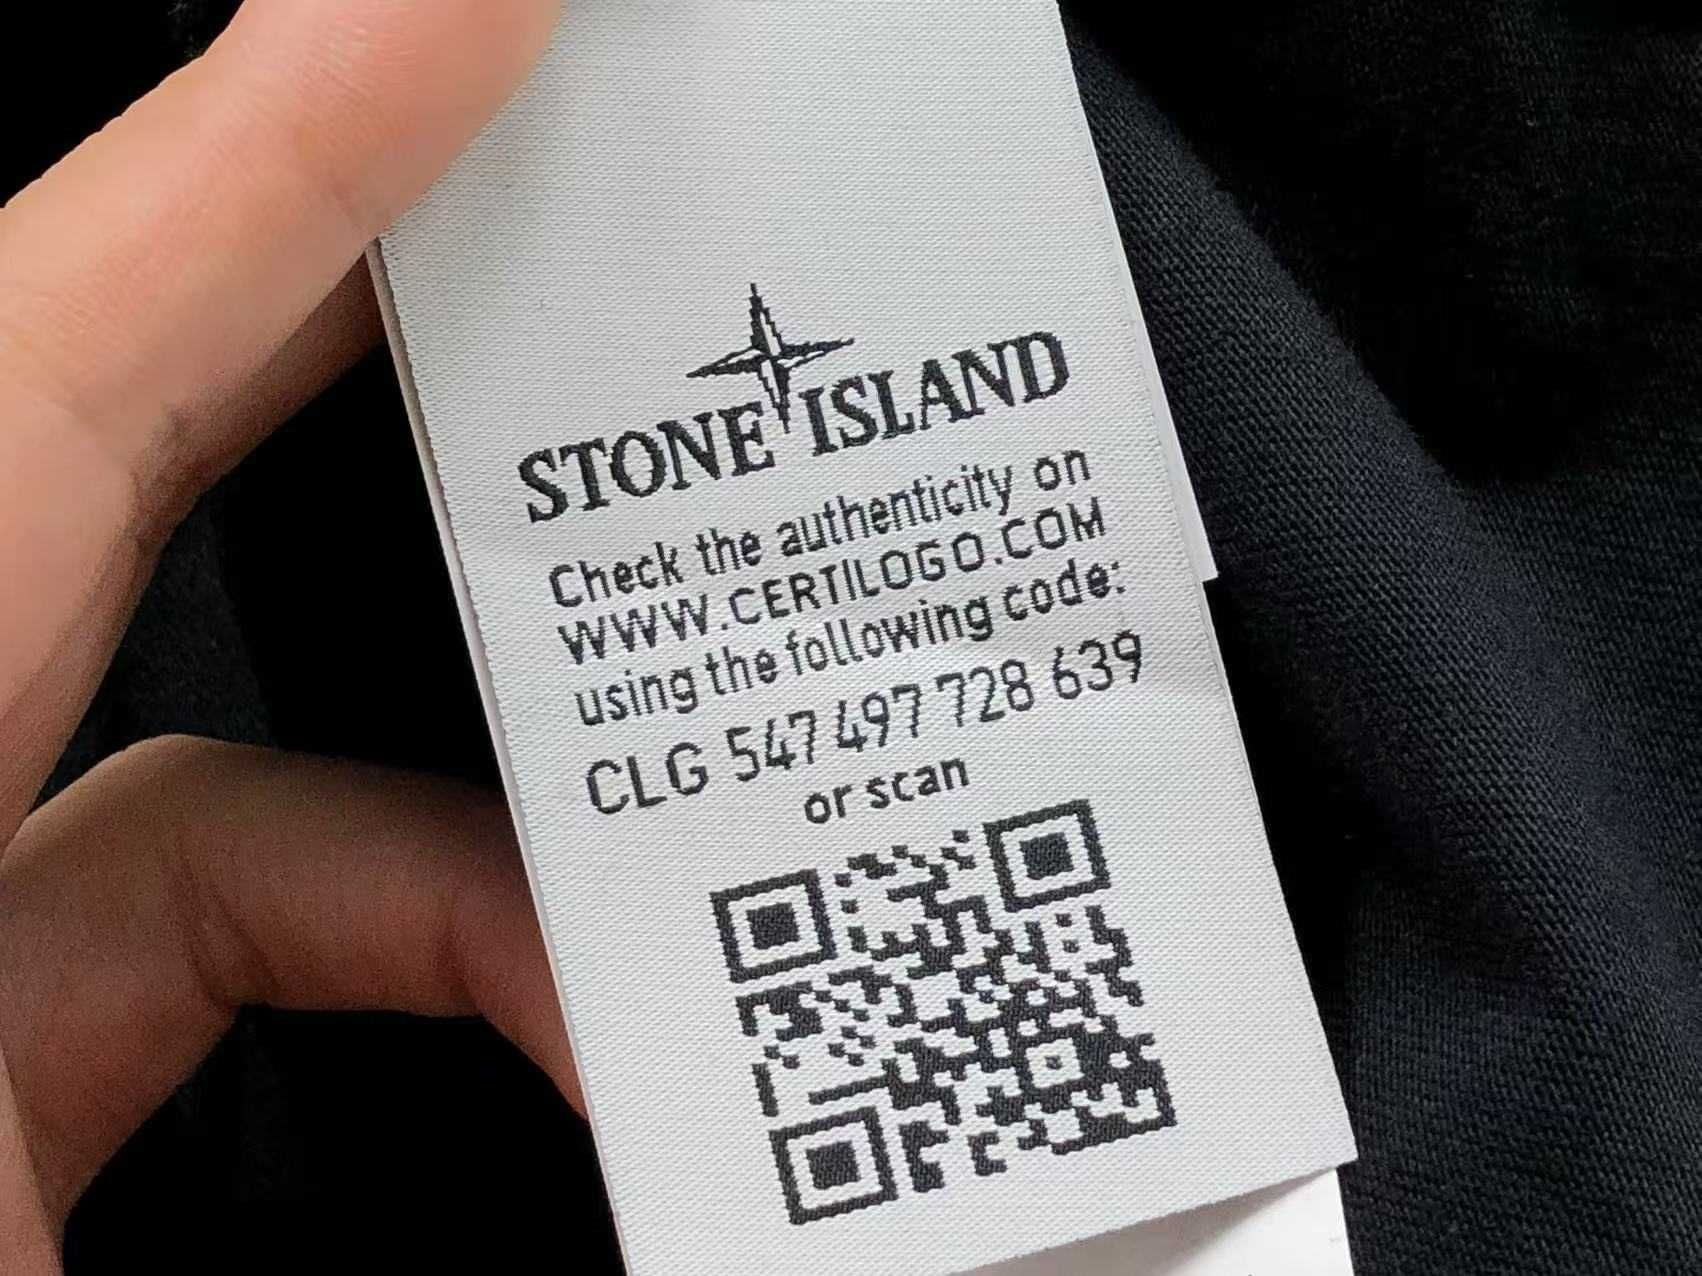 STONE ISLAND
Check the authenticity on
WWW.CERTILOGO.COM
using the following code:
CLG 547 497 728 639
or scan